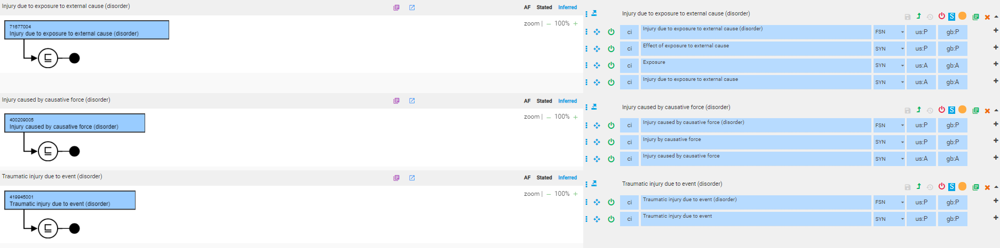 Injury due to exposure to external cause (disorder)
AF Stated Inferred
71677004
Injury due to exposure to external cause (disorder)
zoom | – 100% +
Injury caused by causative force (disorder)
AF Stated Inferred
400209005
Injury caused by causative force (disorder)
zoom | – 100% +
Traumatic injury due to event (disorder)
AF Stated Inferred
419945001
Traumatic injury due to event (disorder)
zoom | – 100% +
Injury due to exposure to external cause (disorder)
S
ci Injury due to exposure to external cause (disorder) FSN us:P gb:P
ci Effect of exposure to external cause SYN us:P gb:P
ci Exposure SYN us:A gb:A
ci Injury due to exposure to external cause SYN us:A gb:A
Injury caused by causative force (disorder)
S
ci Injury caused by causative force (disorder) FSN us:P gb:P
ci Injury by causative force SYN us:P gb:P
ci Injury caused by causative force SYN us:A gb:A
Traumatic injury due to event (disorder)
S
ci Traumatic injury due to event (disorder) FSN us:P gb:P
ci Traumatic injury due to event SYN us:P gb:P